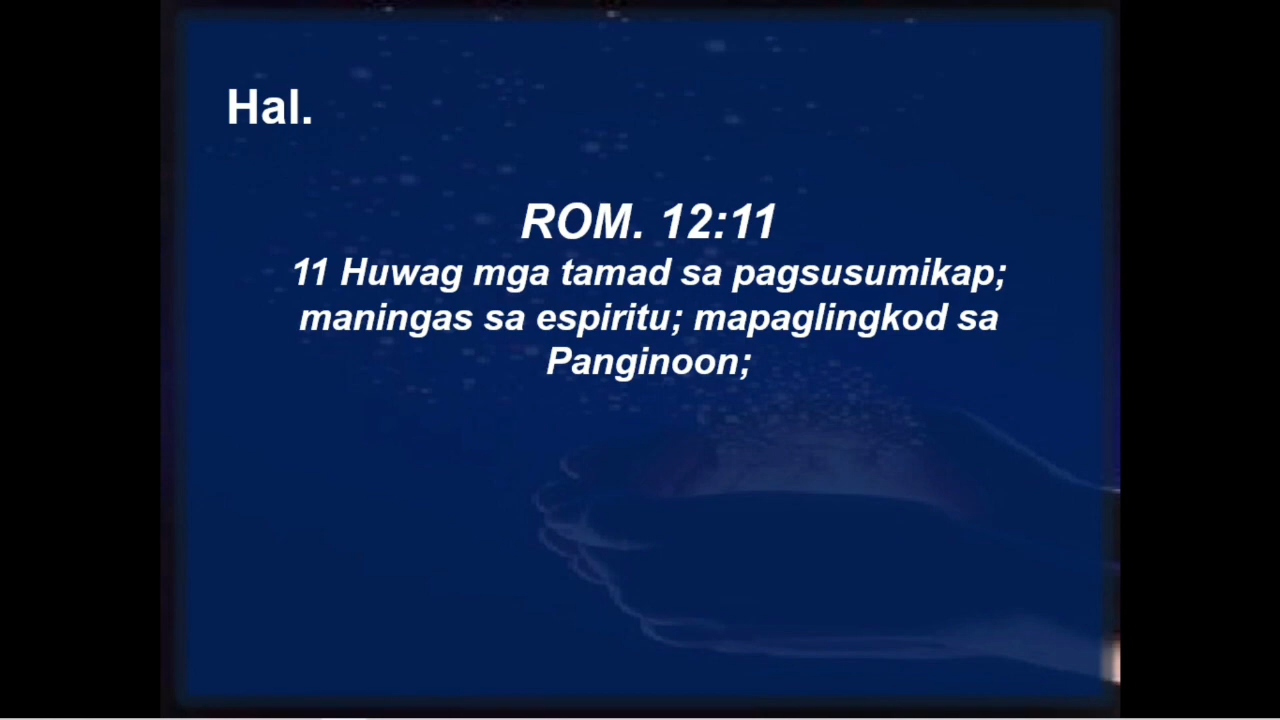 Hal.
ROM. 12:11
11 Huwag mga tamad sa pagsusumikap;
maningas sa espiritu; mapaglingkod sa
Panginoon;